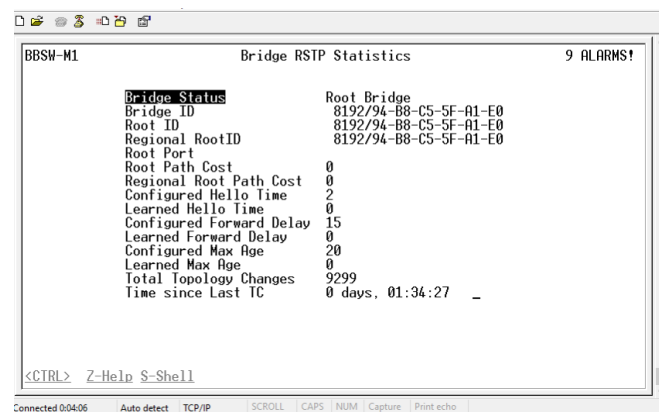 BBSW-M1 Bridge RSTP Statistics 9 ALARMS!
Bridge Status Root Bridge
Bridge ID 8192/94-B8-C5-5F-A1-E0
Root ID 8192/94-B8-C5-5F-A1-E0
Regional RootID 8192/94-B8-C5-5F-A1-E0
Root Port
Root Path Cost 0
Regional Root Path Cost 0
Configured Hello Time 2
Learned Hello Time 0
Configured Forward Delay 15
Learned Forward Delay 0
Configured Max Age 20
Learned Max Age 0
Total Topology Changes 9299
Time since Last TC 0 days, 01:34:27 _
<CTRL> Z-Help S-Shell
Connected 0:04:06 Auto detect TCP/IP SCROLL CAPS NUM Capture Print echo